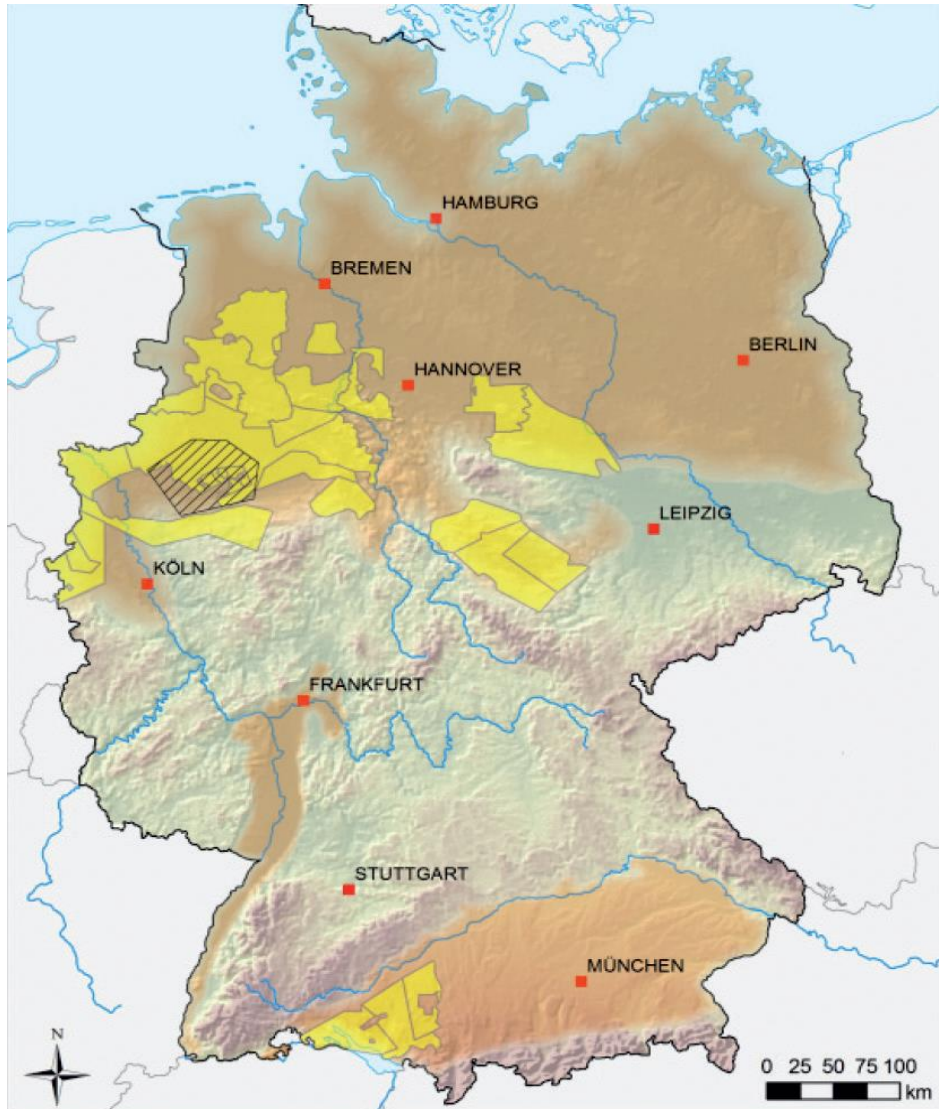 HAMBURG
BREMEN
BERLIN
HANNOVER
LEIPZIG
KÖLN
FRANKFURT
STUTTGART
MÜNCHEN
N
0 25 50 75 100
km